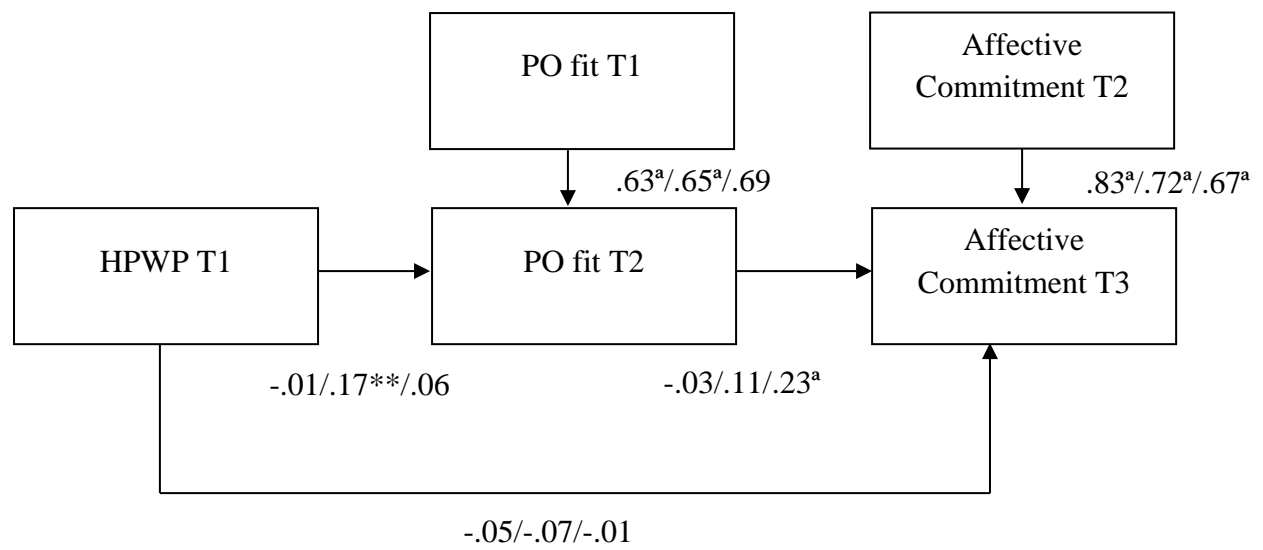 PO fit T1
Affective
Commitment T2
.63ª/.65ª/.69
.83ª/.72ª/.67ª
HPWP T1
PO fit T2
Affective
Commitment T3
-.01/.17**/.06
-.03/.11/.23ª
-.05/-.07/-.01